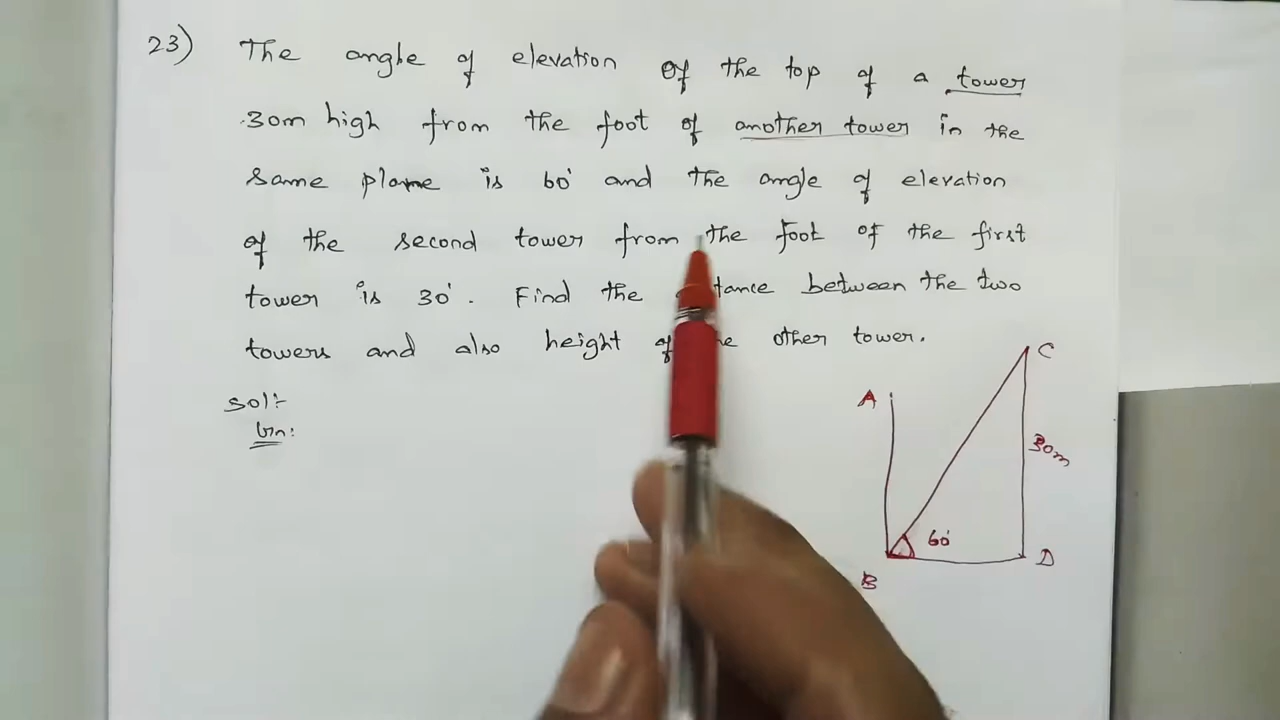 23) The angle of elevation of the top of a tower
30m high from the foot of another tower in the
same plane is 60° and the angle of elevation
of the second tower from the foot of the first
tower is 30°. Find the between the two
towers and also height other tower.
Sol:-
Gn:
A
C
30m
60°
B
D